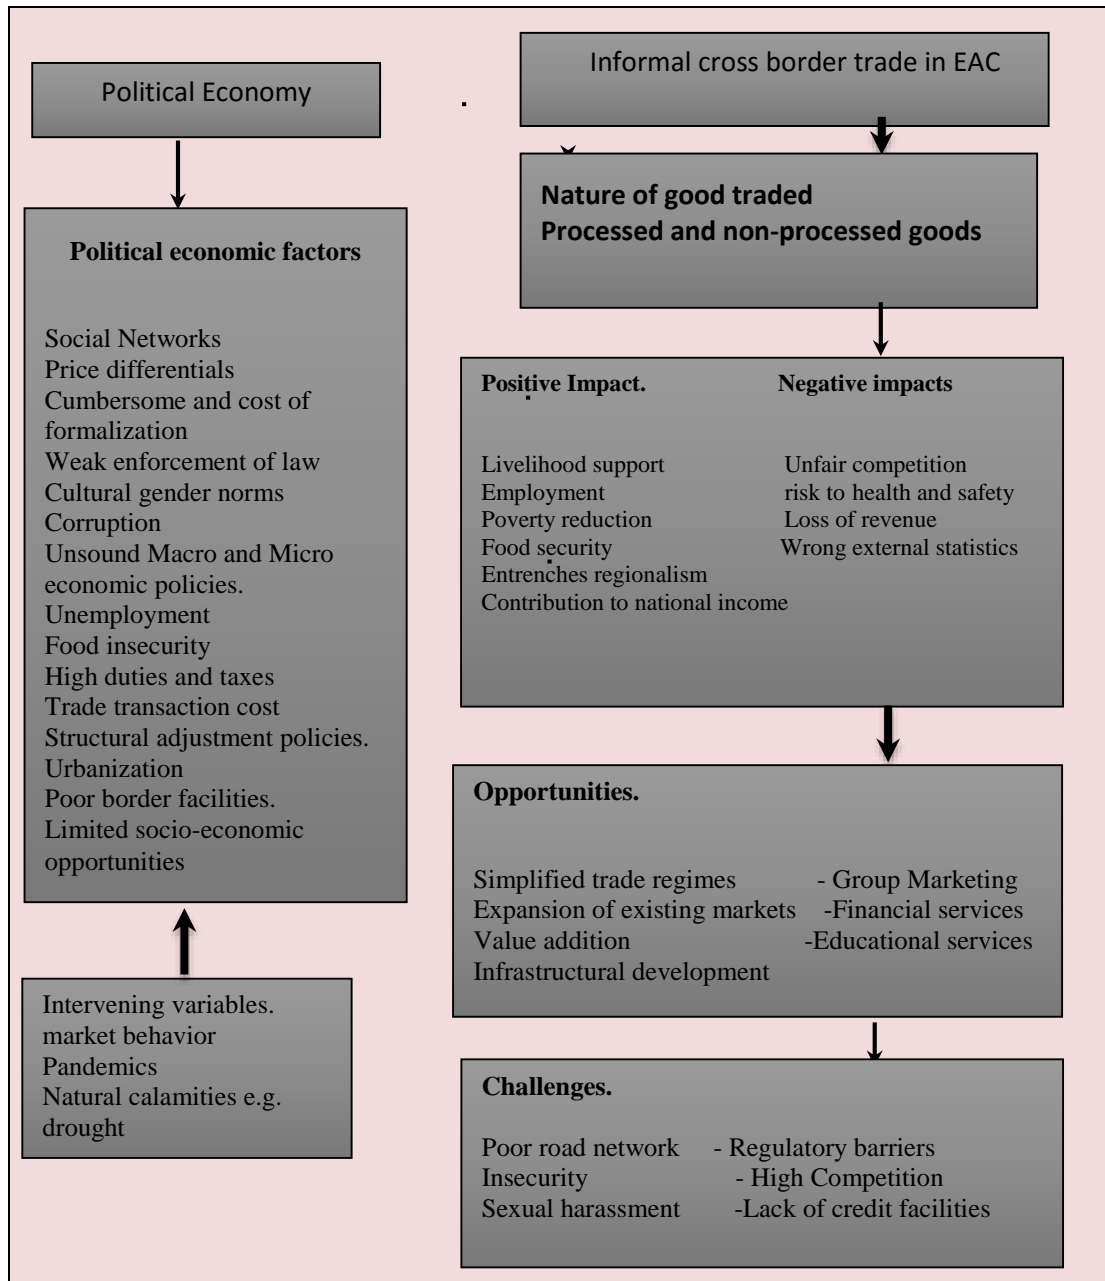 Political Economy
Political economic factors
Social Networks
Price differentials
Cumbersome and cost of
formalization
Weak enforcement of law
Cultural gender norms
Corruption
Unsound Macro and Micro
economic policies.
Unemployment
Food insecurity
High duties and taxes
Trade transaction cost
Structural adjustment policies.
Urbanization
Poor border facilities.
Limited socio-economic
opportunities
Intervening variables.
market behavior
Pandemics
Natural calamities e.g.
drought
Informal cross border trade in EAC
Nature of good traded
Processed and non-processed goods
Positive Impact. Negative impacts
Livelihood support Unfair competition
Employment risk to health and safety
Poverty reduction Loss of revenue
Food security Wrong external statistics
Entrenches regionalism
Contribution to national income
Opportunities.
Simplified trade regimes - Group Marketing
Expansion of existing markets -Financial services
Value addition -Educational services
Infrastructural development
Challenges.
Poor road network - Regulatory barriers
Insecurity - High Competition
Sexual harassment -Lack of credit facilities